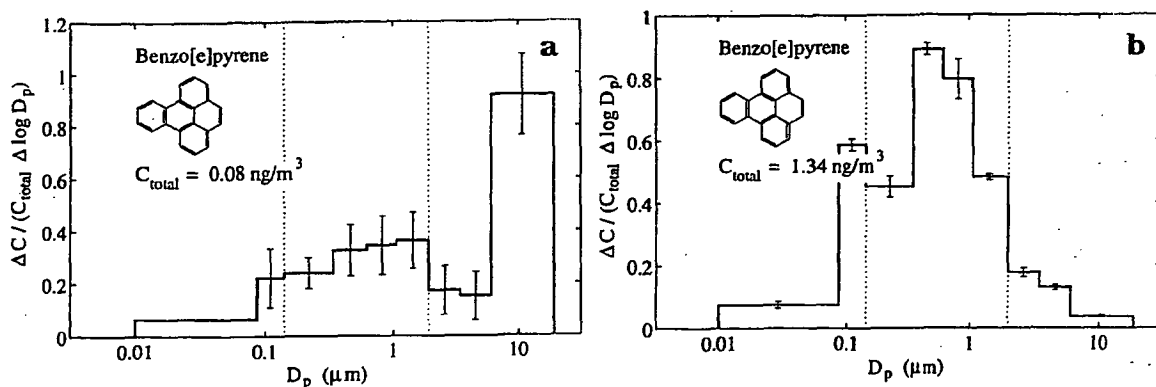 a
Benzo[e]pyrene
C_total = 0.08 ng/m³
ΔC / (C_total Δ log D_p)
1.2
1
0.8
0.6
0.4
0.2
0
0.01
0.1
1
10
D_p (μm)
b
Benzo[e]pyrene
C_total = 1.34 ng/m³
ΔC / (C_total Δ log D_p)
1
0.8
0.6
0.4
0.2
0
0.01
0.1
1
10
D_p (μm)